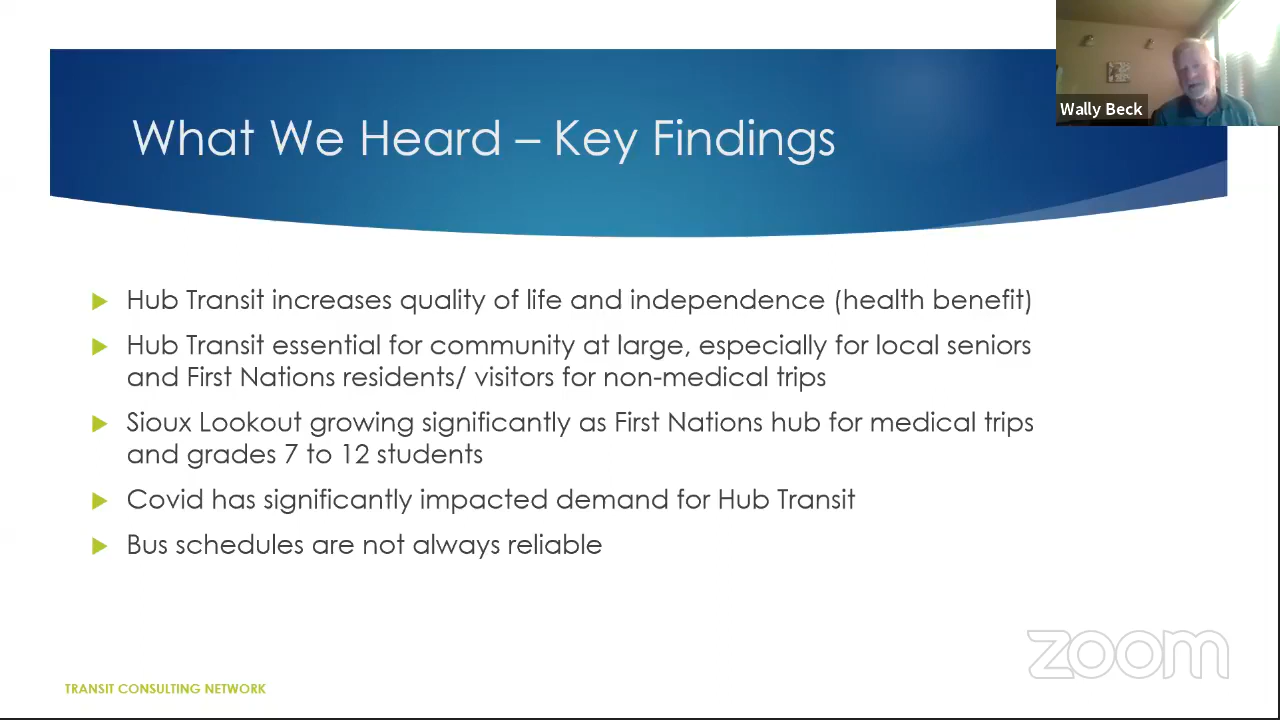 What We Heard – Key Findings
Wally Beck
Hub Transit increases quality of life and independence (health benefit)
Hub Transit essential for community at large, especially for local seniors
and First Nations residents/ visitors for non-medical trips
Sioux Lookout growing significantly as First Nations hub for medical trips
and grades 7 to 12 students
Covid has significantly impacted demand for Hub Transit
Bus schedules are not always reliable
zoom
TRANSIT CONSULTING NETWORK